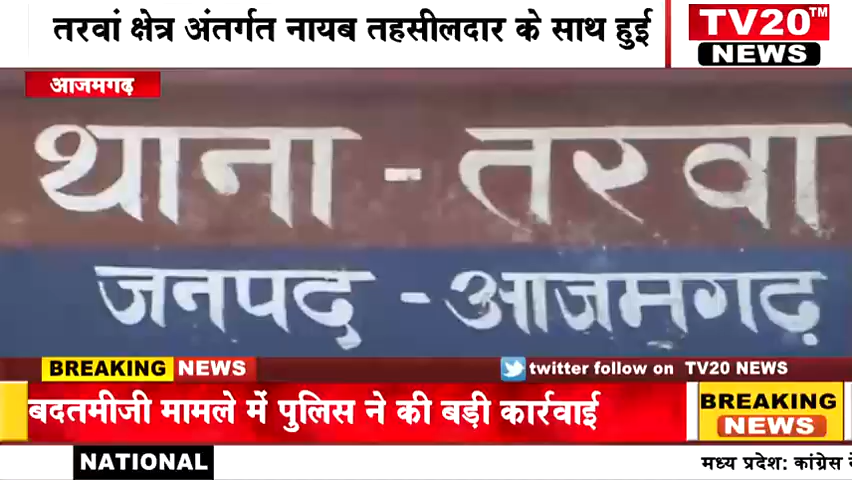 तरवां क्षेत्र अंतर्गत नायब तहसीलदार के साथ हुई
TV20™
NEWS
आजमगढ़
थाना - तरवा
जनपद - आजमगढ़
BREAKING NEWS
twitter follow on TV20 NEWS
बदतमीजी मामले में पुलिस ने की बड़ी कार्रवाई
BREAKING
NEWS
NATIONAL
मध्य प्रदेश: कांग्रेस